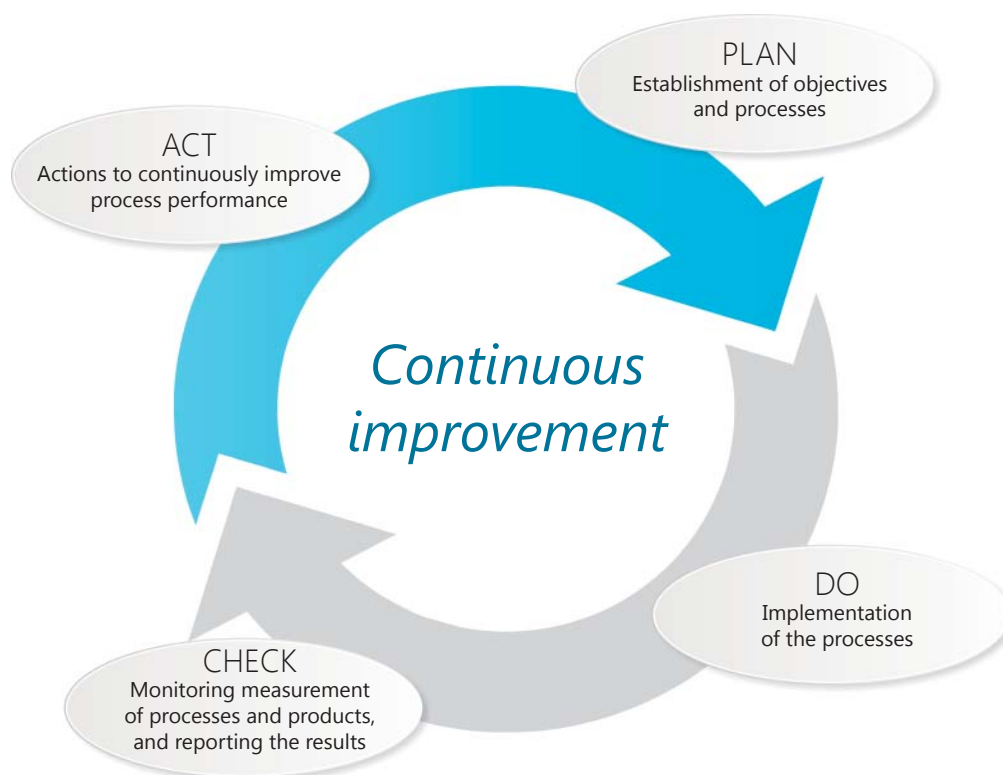 PLAN
Establishment of objectives
and processes
ACT
Actions to continuously improve
process performance
Continuous
improvement
DO
Implementation
of the processes
CHECK
Monitoring measurement
of processes and products,
and reporting the results